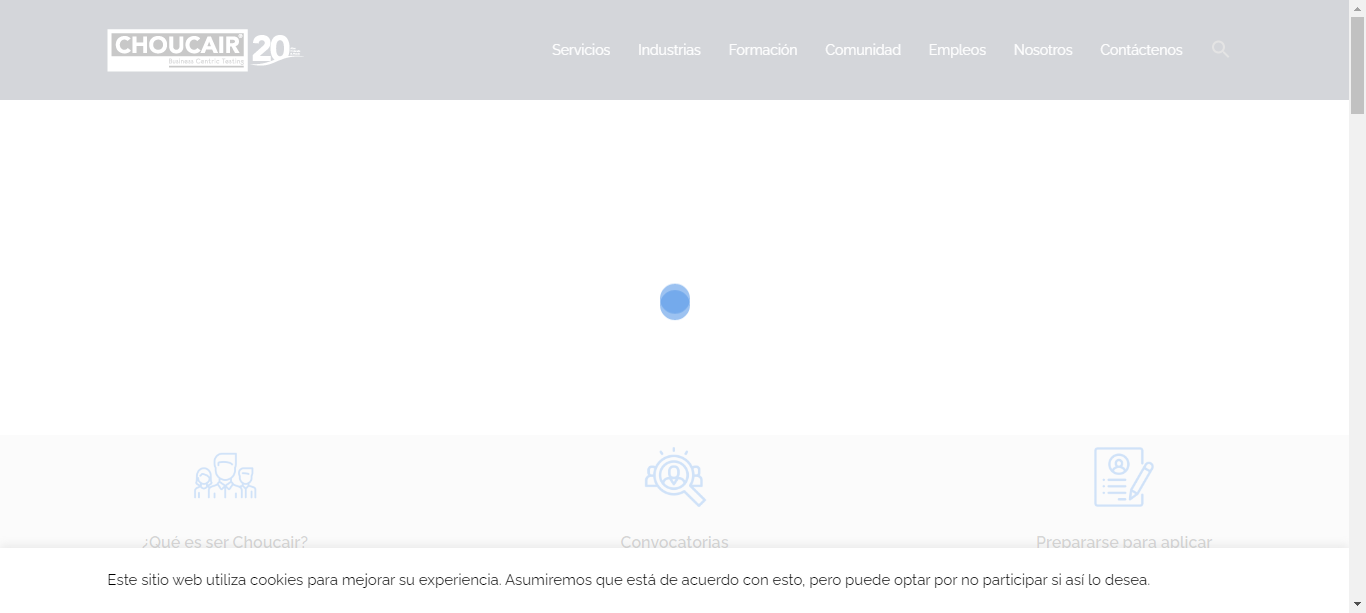 CHOUCAIR 20
Business Centric Testing
Servicios Industrias Formación Comunidad Empleos Nosotros Contáctenos
¿Qué es ser Choucair? Convocatorias Prepararse para aplicar
Este sitio web utiliza cookies para mejorar su experiencia. Asumiremos que está de acuerdo con esto, pero puede optar por no participar si así lo desea.